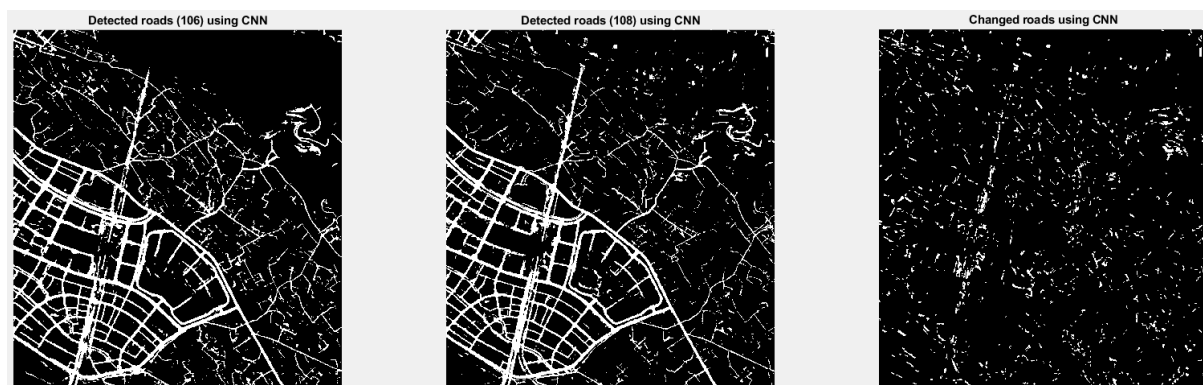 Detected roads (106) using CNN
Detected roads (108) using CNN
Changed roads using CNN